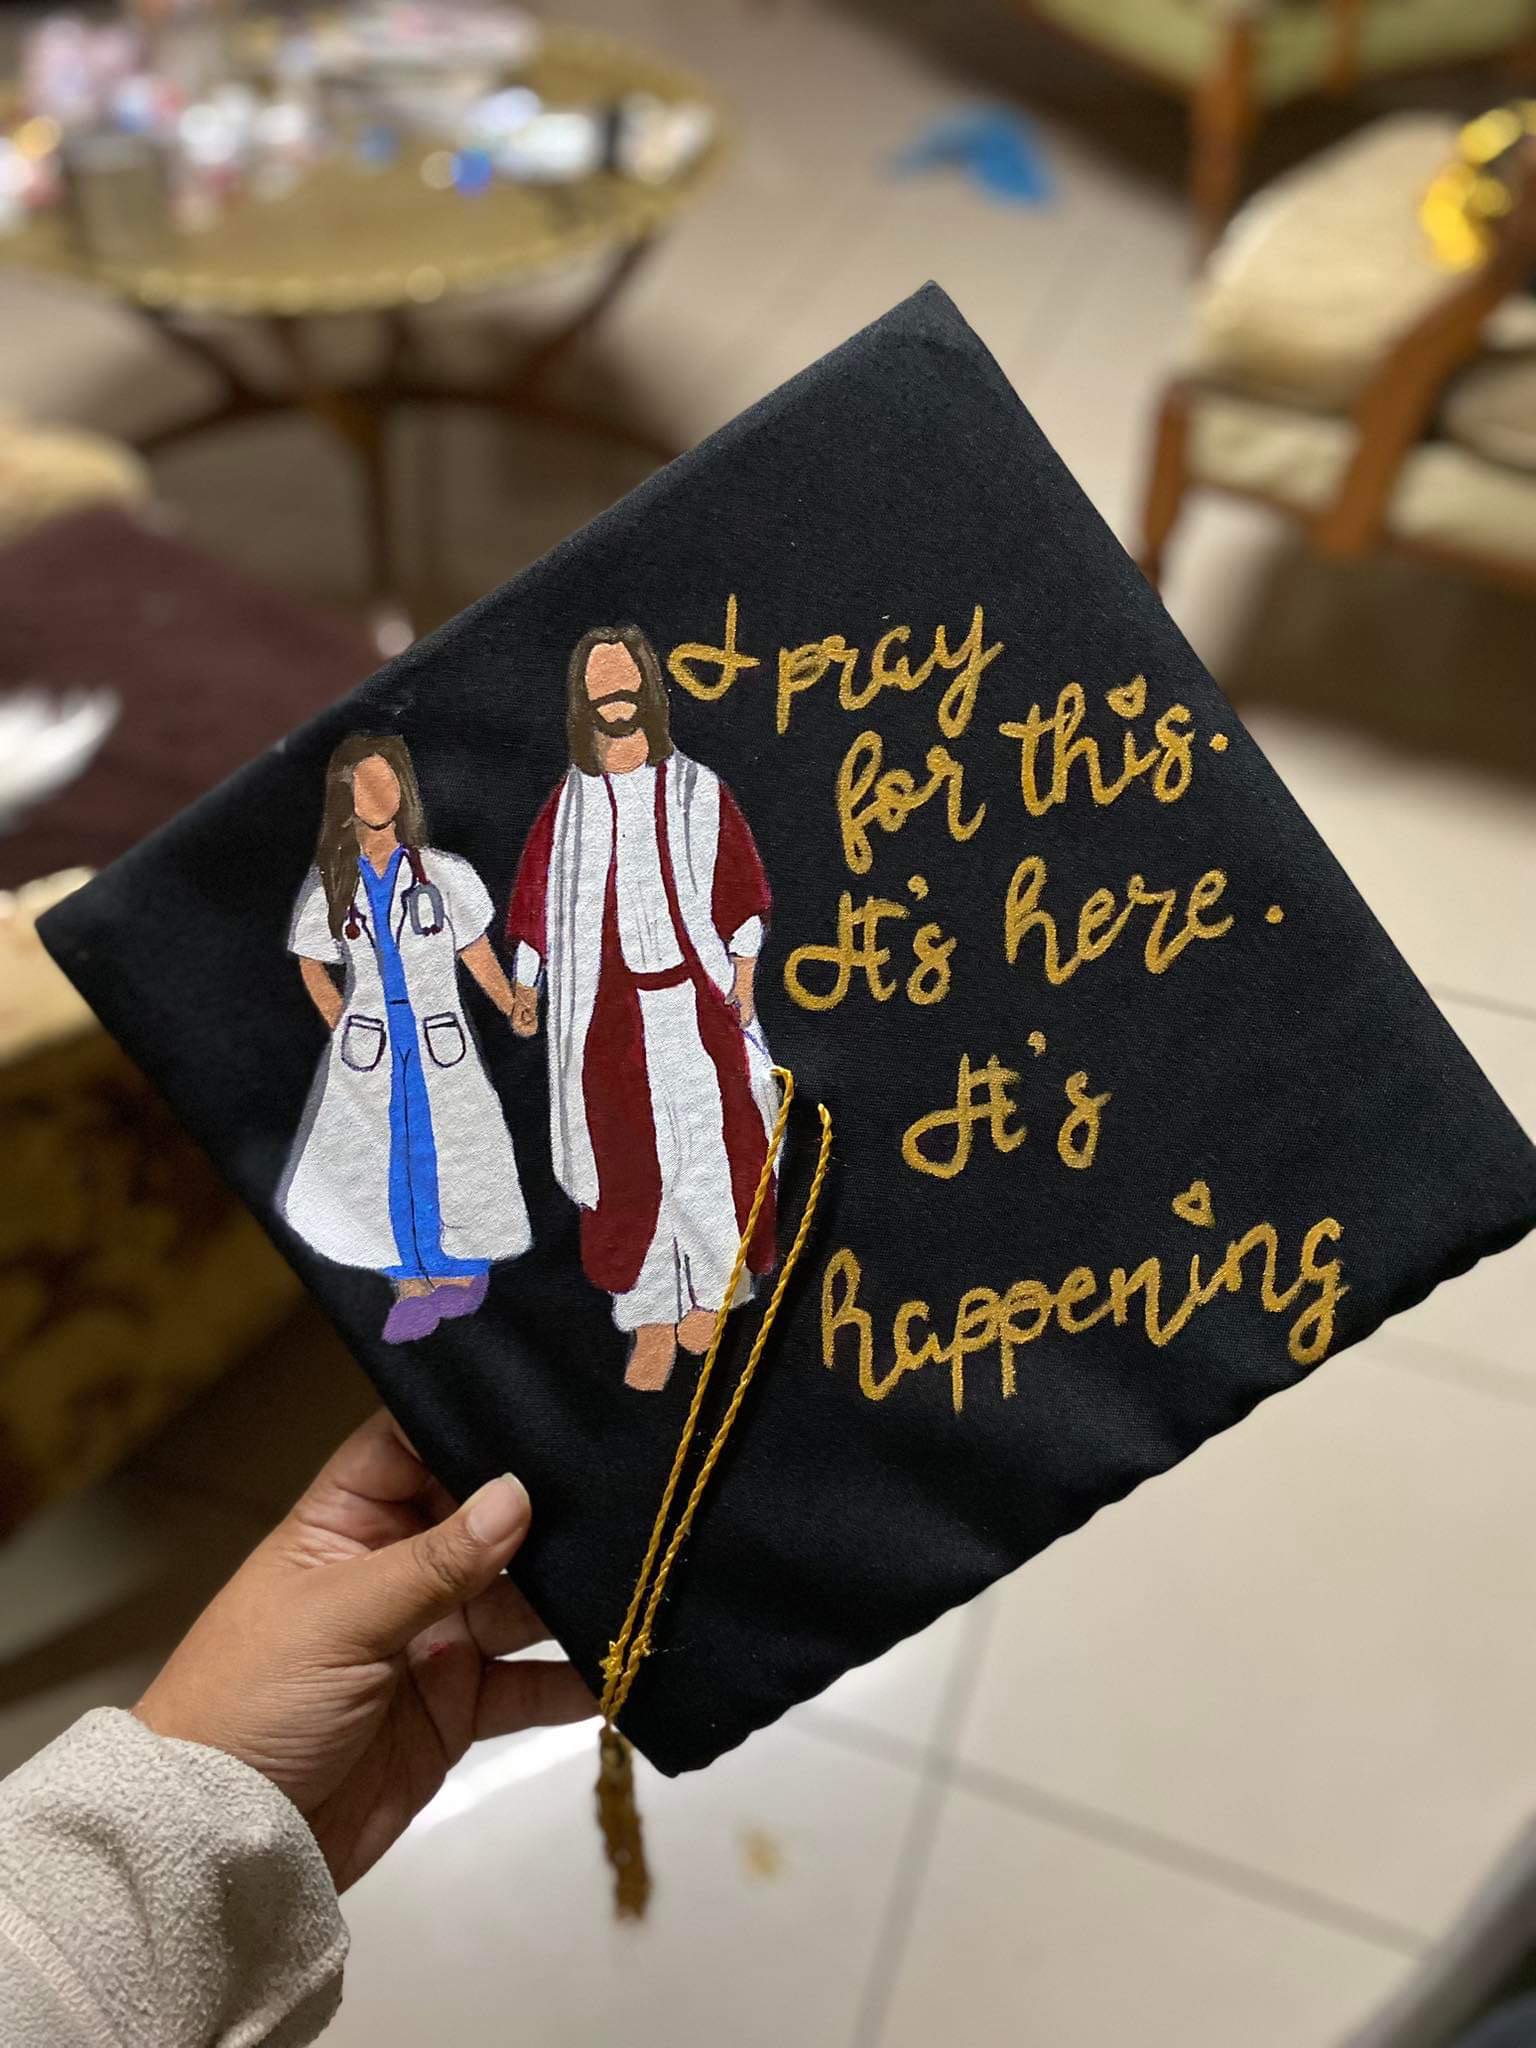 I pray
for this.
It's here.
It's
happening